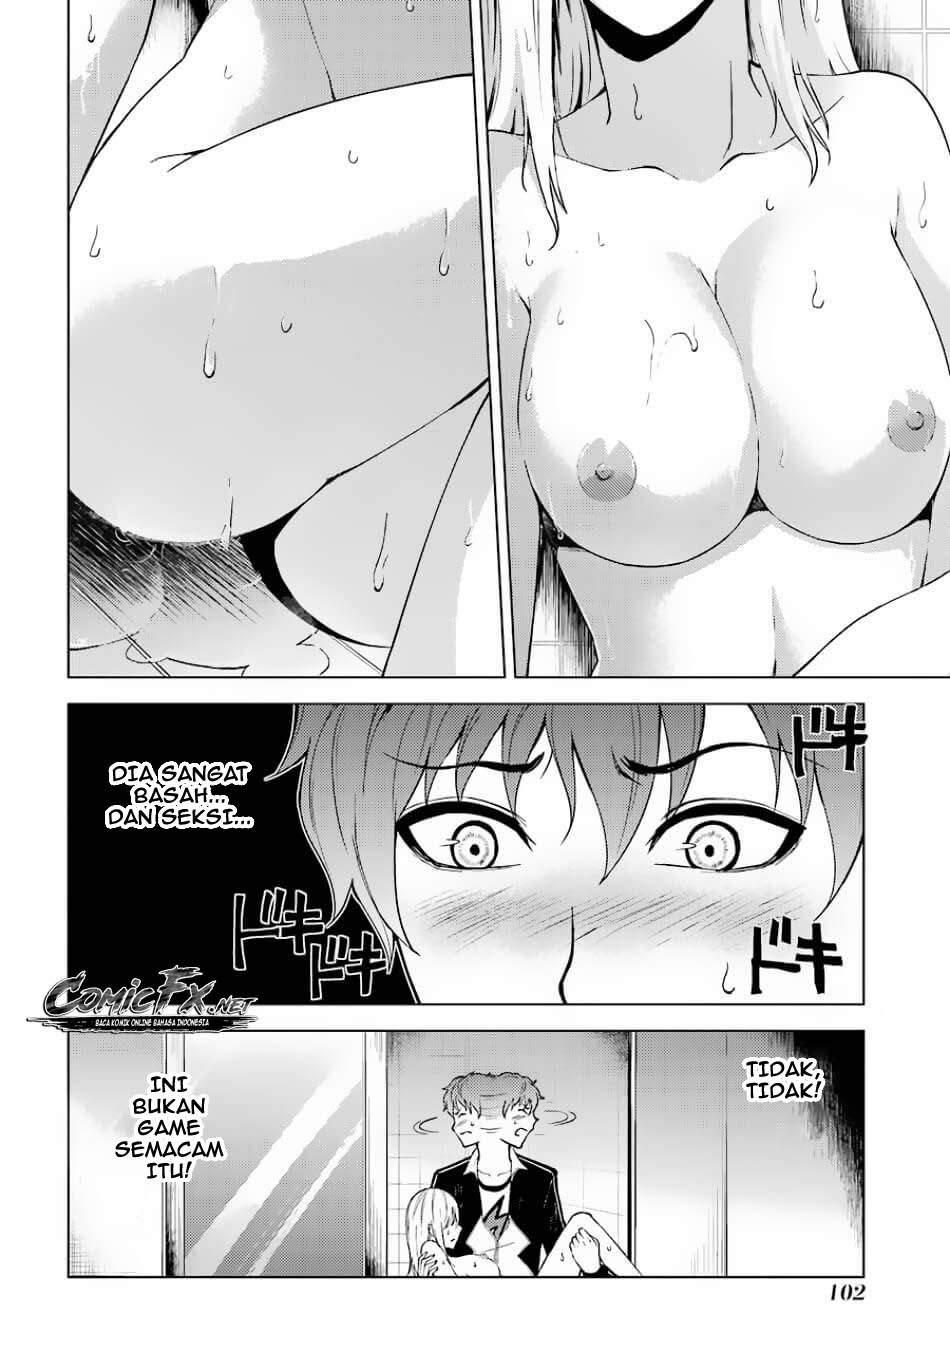 ドキ
DIA SANGAT
BASAH...
DAN SEKSI...
ドキ
ドキ
ドキ
COMICFX.NET
BACA KOMIK ONLINE BAHASA INDONESIA
TIDAK,
TIDAK!
INI
BUKAN
GAME
SEMACAM
ITU!
102